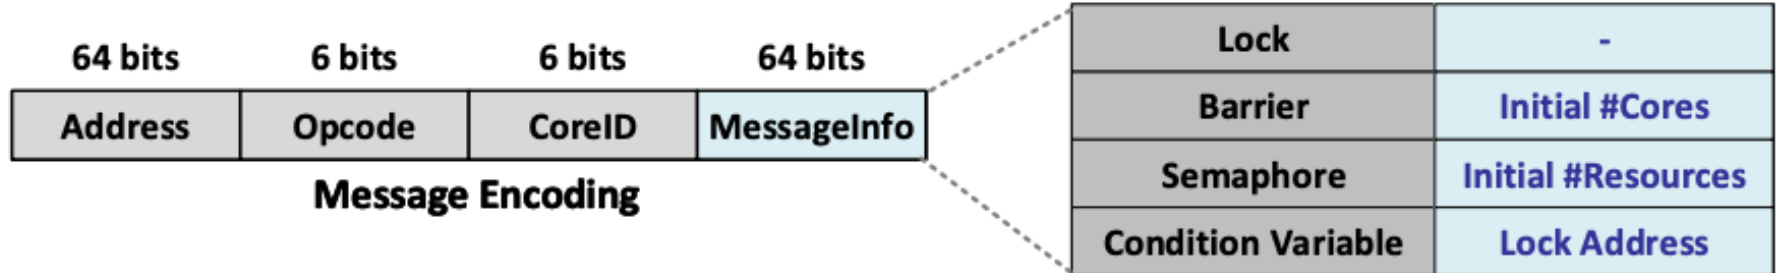 64 bits 6 bits 6 bits 64 bits
Address Opcode CoreID MessageInfo
Message Encoding
Lock -
Barrier Initial #Cores
Semaphore Initial #Resources
Condition Variable Lock Address